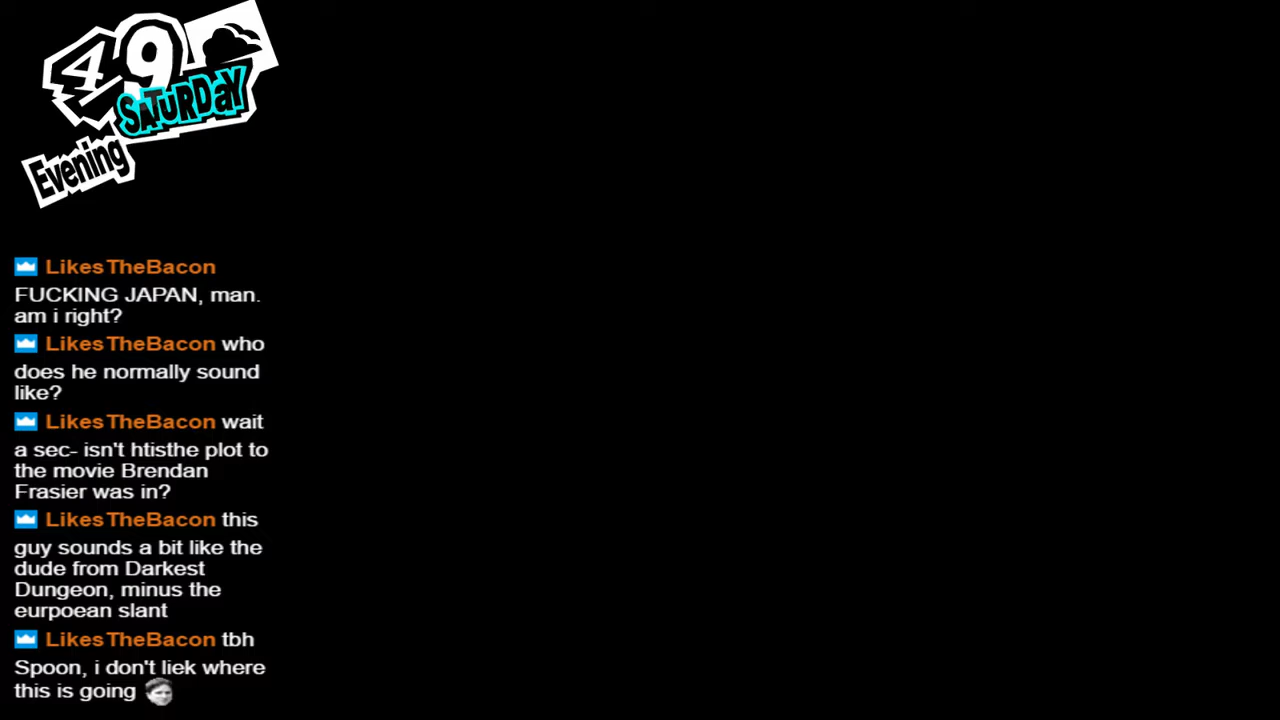 49
SATURDaY
Evening
LikesTheBacon
FUCKING JAPAN, man.
am i right?
LikesTheBacon who
does he normally sound
like?
LikesTheBacon wait
a sec- isn't htisthe plot to
the movie Brendan
Frasier was in?
LikesTheBacon this
guy sounds a bit like the
dude from Darkest
Dungeon, minus the
eurpoean slant
LikesTheBacon tbh
Spoon, i don't liek where
this is going